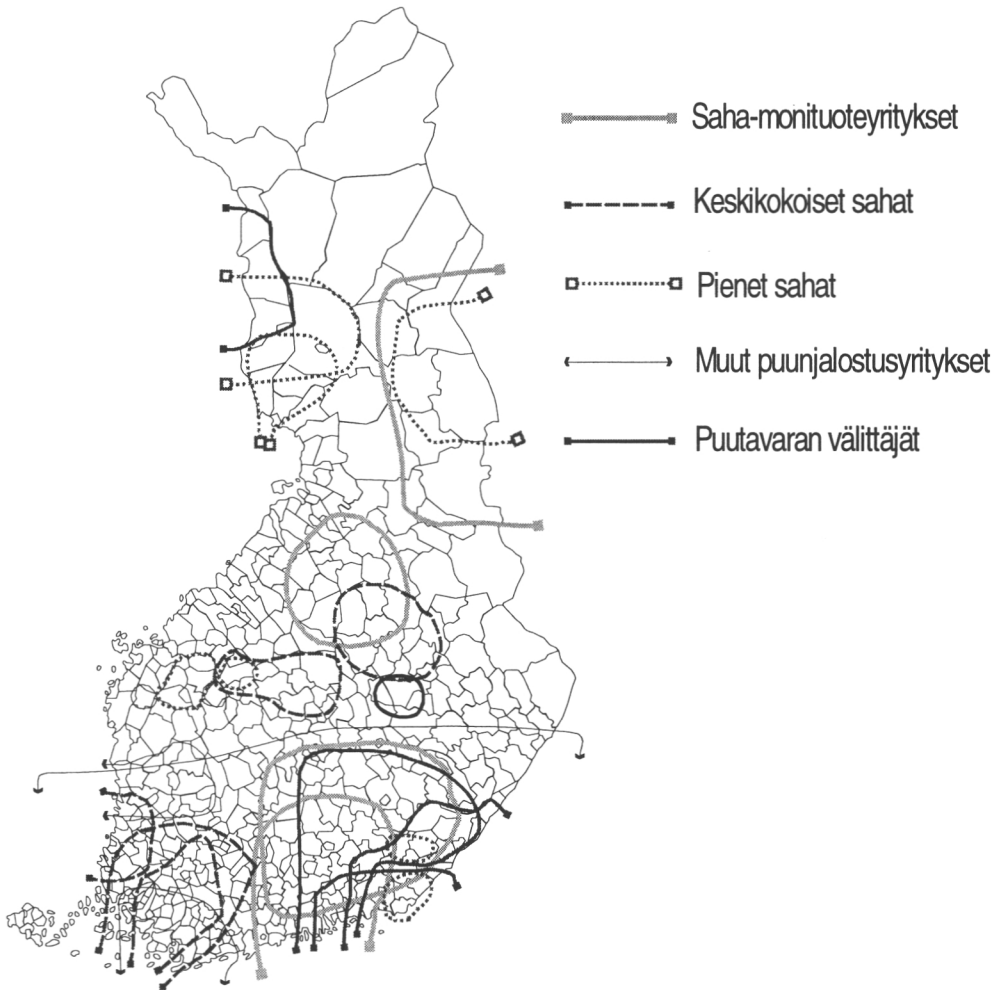 Saha-monituoteyritykset
Keskikokoiset sahat
Pienet sahat
Muut puunjalostusyritykset
Puutavaran välittäjät